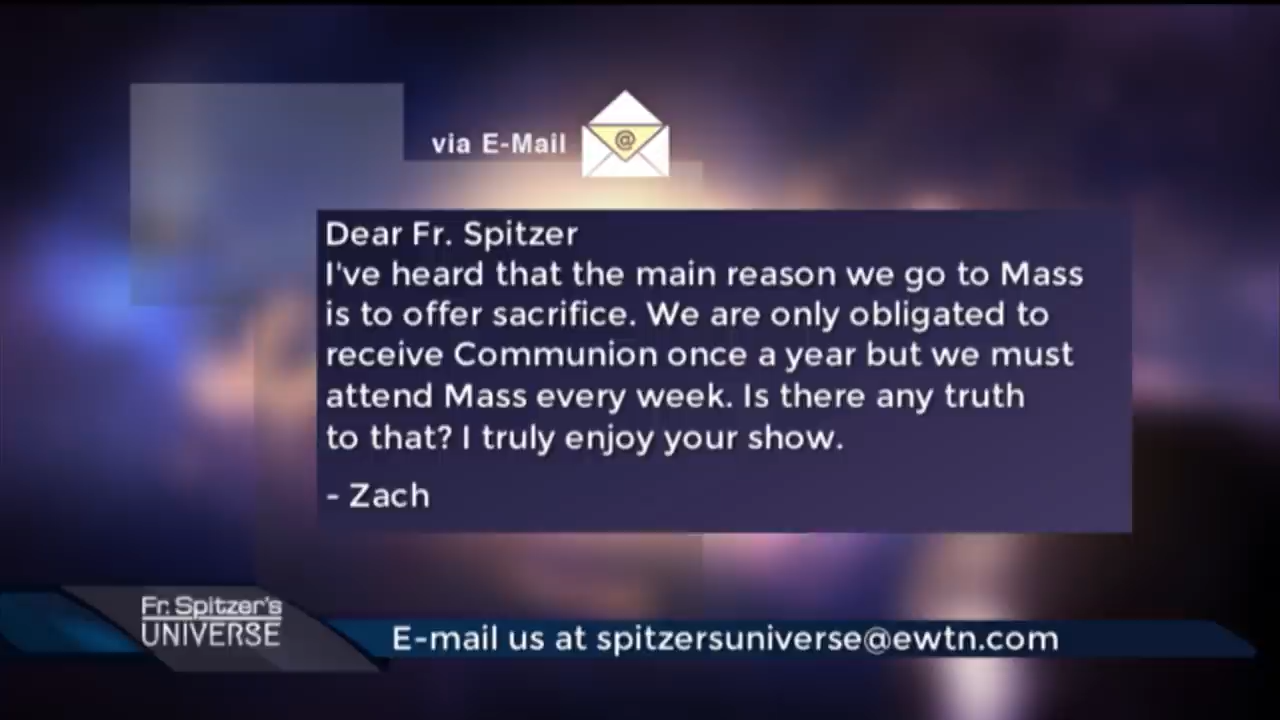 via E-Mail
@
Dear Fr. Spitzer
I've heard that the main reason we go to Mass
is to offer sacrifice. We are only obligated to
receive Communion once a year but we must
attend Mass every week. Is there any truth
to that? I truly enjoy your show.
- Zach
Fr. Spitzer's
UNIVERSE
E-mail us at spitzersuniverse@ewtn.com